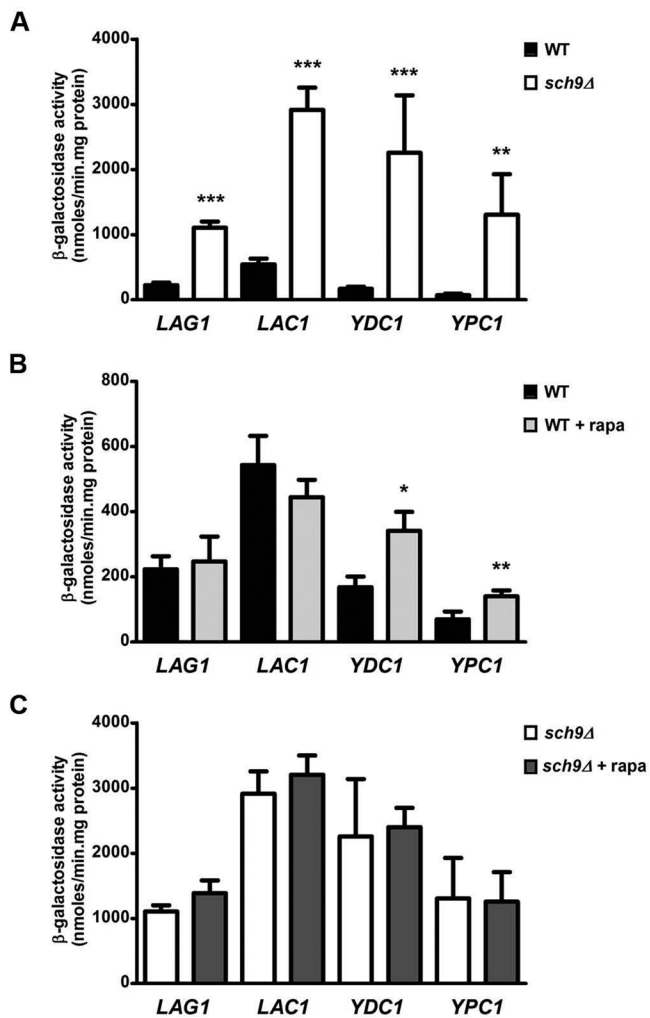 A
β-galactosidase activity
(nmoles/min.mg protein)
4000
3000
2000
1000
0
***
***
***
**
WT
sch9Δ
LAG1 LAC1 YDC1 YPC1
B
β-galactosidase activity
(nmoles/min.mg protein)
800
600
400
200
0
*
**
WT
WT + rapa
LAG1 LAC1 YDC1 YPC1
C
β-galactosidase activity
(nmoles/min.mg protein)
4000
3000
2000
1000
0
sch9Δ
sch9Δ + rapa
LAG1 LAC1 YDC1 YPC1